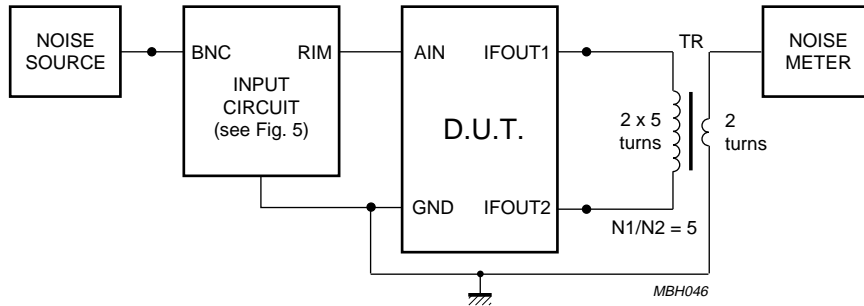 NOISE
SOURCE
BNC
RIM
INPUT
CIRCUIT
(see Fig. 5)
AIN
IFOUT1
D.U.T.
GND
IFOUT2
TR
2 x 5
turns
2
turns
N1/N2 = 5
NOISE
METER
MBH046